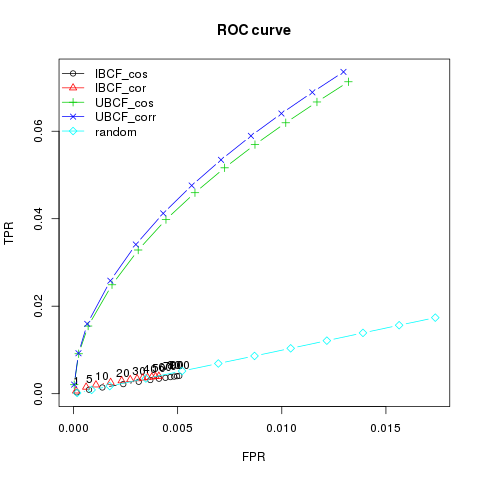 ROC curve
IBCF_cos
IBCF_cor
UBCF_cos
UBCF_corr
random
TPR
0.06
0.04
0.02
0.00
1 5 10 20 30
0.000 0.005 0.010 0.015
FPR